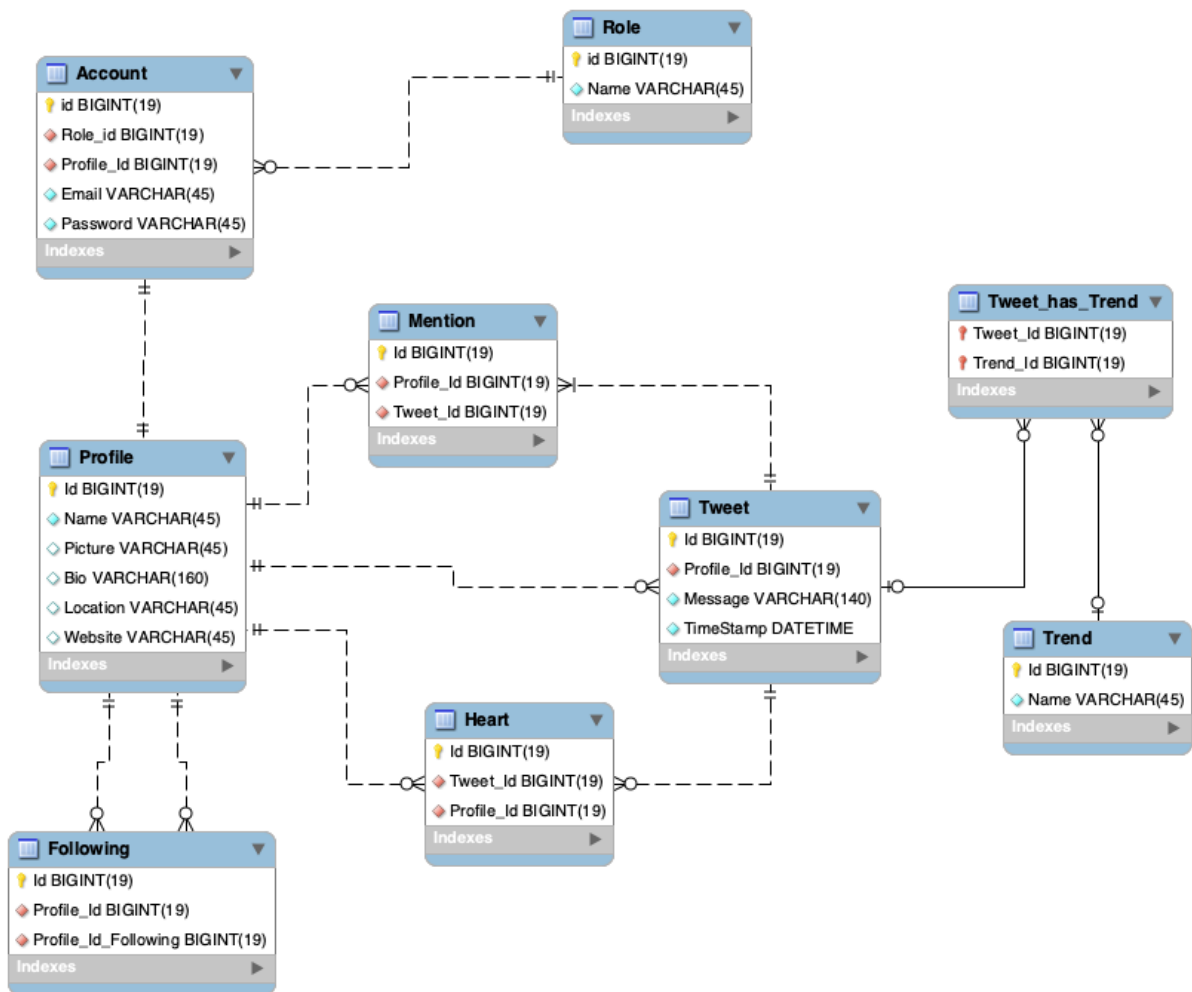 Role
id BIGINT(19)
Name VARCHAR(45)
Indexes
Account
id BIGINT(19)
Role_id BIGINT(19)
Profile_Id BIGINT(19)
Email VARCHAR(45)
Password VARCHAR(45)
Indexes
Mention
Id BIGINT(19)
Profile_Id BIGINT(19)
Tweet_Id BIGINT(19)
Indexes
Tweet_has_Trend
Tweet_Id BIGINT(19)
Trend_Id BIGINT(19)
Indexes
Profile
Id BIGINT(19)
Name VARCHAR(45)
Picture VARCHAR(45)
Bio VARCHAR(160)
Location VARCHAR(45)
Website VARCHAR(45)
Indexes
Tweet
Id BIGINT(19)
Profile_Id BIGINT(19)
Message VARCHAR(140)
TimeStamp DATETIME
Indexes
Trend
Id BIGINT(19)
Name VARCHAR(45)
Indexes
Heart
Id BIGINT(19)
Tweet_Id BIGINT(19)
Profile_Id BIGINT(19)
Indexes
Following
Id BIGINT(19)
Profile_Id BIGINT(19)
Profile_Id_Following BIGINT(19)
Indexes